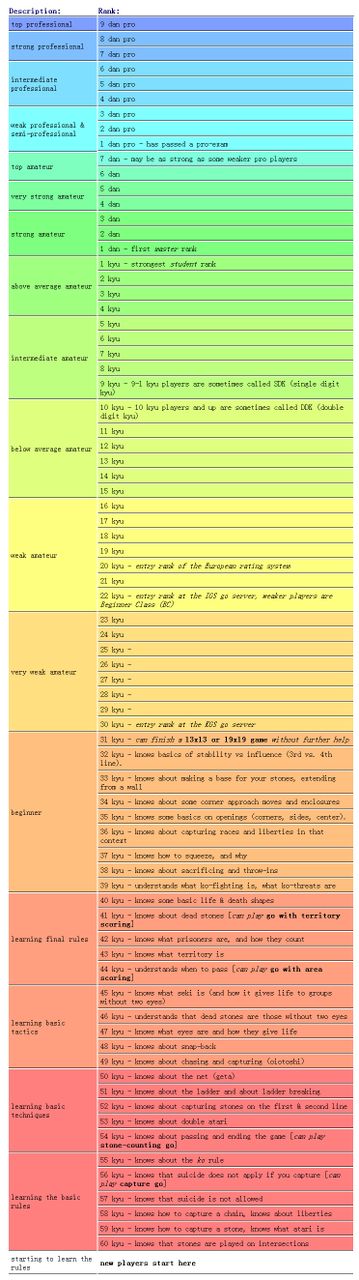 Description: Rank:
top professional 9 dan pro
strong professional 8 dan pro
7 dan pro
intermediate professional 6 dan pro
5 dan pro
4 dan pro
weak professional & semi-professional 3 dan pro
2 dan pro
1 dan pro - has passed a pro-exam
top amateur 7 dan - may be as strong as some weaker pro players
6 dan
very strong amateur 5 dan
4 dan
strong amateur 3 dan
2 dan
1 dan - first master rank
above average amateur 1 kyu - strongest student rank
2 kyu
3 kyu
4 kyu
intermediate amateur 5 kyu
6 kyu
7 kyu
8 kyu
9 kyu - 9-1 kyu players are sometimes called SDK (single digit
kyu)
below average amateur 10 kyu - 10 kyu players and up are sometimes called DDK (double
digit kyu)
11 kyu
12 kyu
13 kyu
14 kyu
15 kyu
weak amateur 16 kyu
17 kyu
18 kyu
19 kyu
20 kyu - entry rank of the European rating system
21 kyu
22 kyu - entry rank at the IGS go server, weaker players are
Beginner Class (BC)
very weak amateur 23 kyu
24 kyu
25 kyu -
26 kyu -
27 kyu -
28 kyu -
29 kyu -
30 kyu - entry rank at the KGS go server
beginner 31 kyu - can finish a 13x13 or 19x19 game without further help
32 kyu - knows basics of stability vs influence (3rd vs. 4th
line).
33 kyu - knows about making a base for your stones, extending
from a wall
34 kyu - knows about some corner approach moves and enclosures
35 kyu - knows some basics on openings (corners, sides, center).
36 kyu - knows about capturing races and liberties in that
context
37 kyu - knows how to squeeze, and why
38 kyu - knows about sacrificing and throw-ins
39 kyu - understands what ko-fighting is, what ko-threats are
learning final rules 40 kyu - knows some basic life & death shapes
41 kyu - knows about dead stones [can play go with territory
scoring]
42 kyu - knows what prisoners are, and how they count
43 kyu - knows what territory is
44 kyu - understands when to pass [can play go with area
scoring]
learning basic tactics 45 kyu - knows what seki is (and how it gives life to groups
without two eyes)
46 kyu - understands that dead stones are those without two eyes
47 kyu - knows what eyes are and how they give life
48 kyu - knows about snap-back
49 kyu - knows about chasing and capturing (oiotoshi)
learning basic techniques 50 kyu - knows about the net (geta)
51 kyu - knows about the ladder and about ladder breaking
52 kyu - knows about capturing stones on the first & second line
53 kyu - knows about double atari
54 kyu - knows about passing and ending the game [can play
stone-counting go]
learning the basic rules 55 kyu - knows about the ko rule
56 kyu - knows that suicide does not apply if you capture [can
play capture go]
57 kyu - knows that suicide is not allowed
58 kyu - knows how to capture a chain, knows about liberties
59 kyu - knows how to capture a stone, knows what atari is
60 kyu - knows that stones are played on intersections
starting to learn the rules new players start here